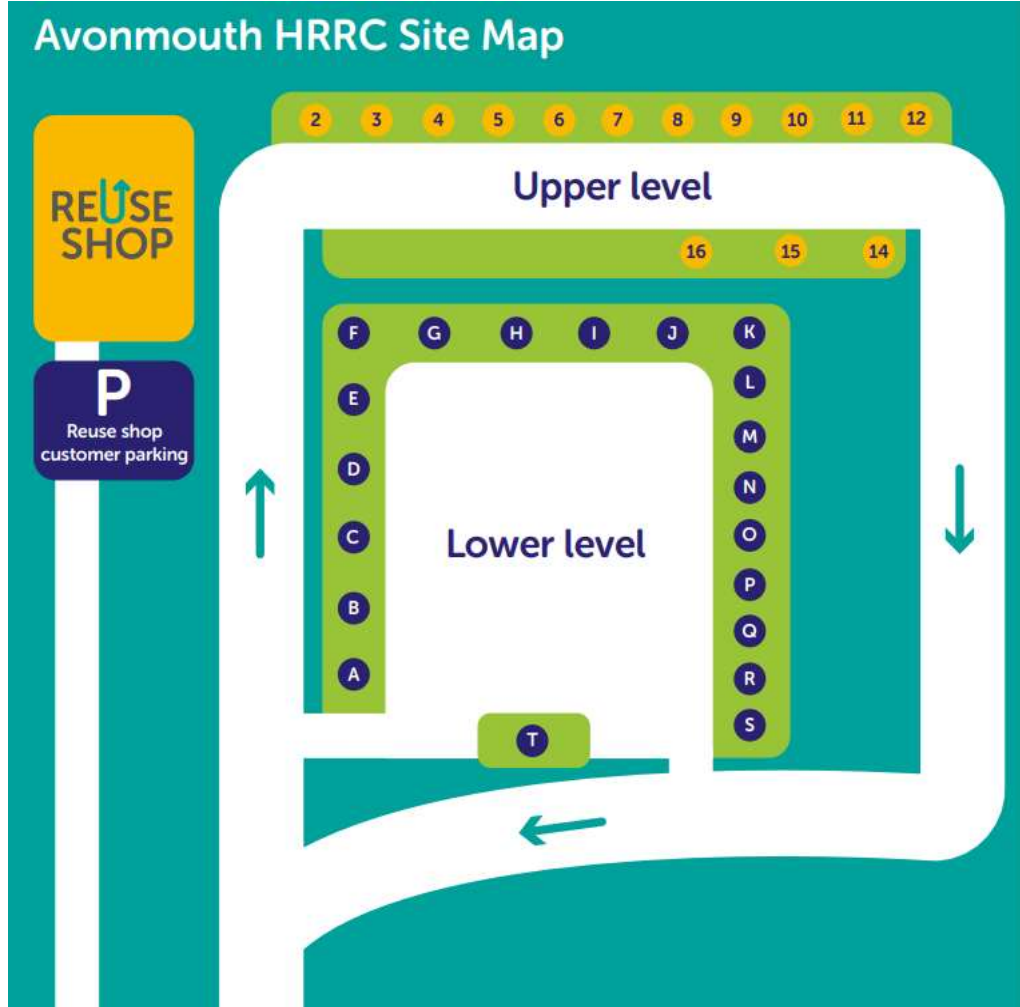 Avonmouth HRRC Site Map
2 3 4 5 6 7 8 9 10 11 12
REUSE
SHOP
Upper level
16 15 14
P
Reuse shop
customer parking
F G H I J K
L
E
M
D
N
C
O
Lower level
P
B
Q
A
R
S
T